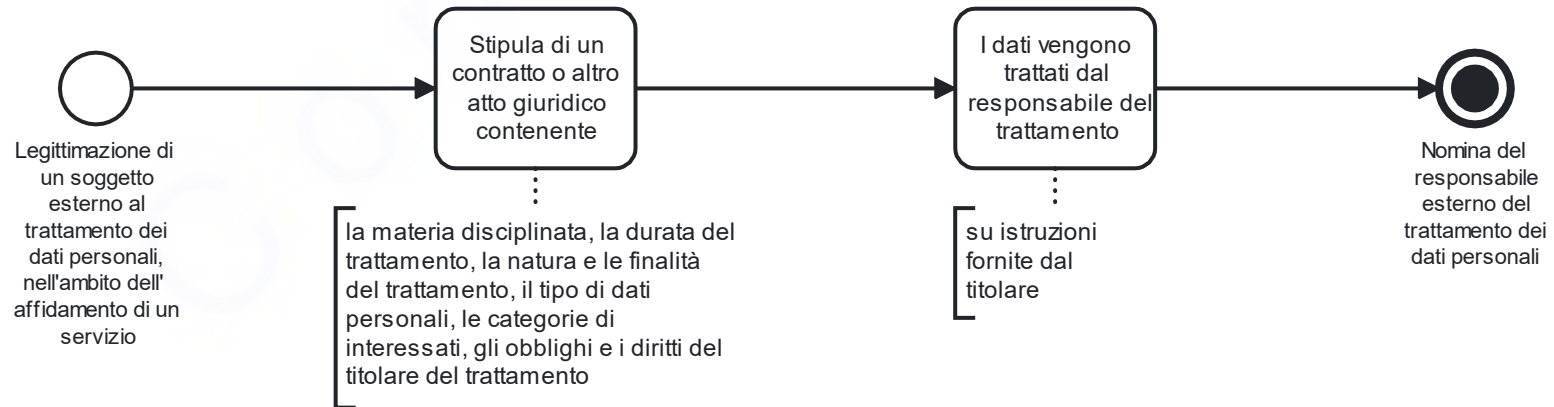 Legittimazione di
un soggetto
esterno al
trattamento dei
dati personali,
nell'ambito dell'
affidamento di un
servizio
Stipula di un
contratto o altro
atto giuridico
contenente
la materia disciplinata, la durata del
trattamento, la natura e le finalità
del trattamento, il tipo di dati
personali, le categorie di
interessati, gli obblighi e i diritti del
titolare del trattamento
I dati vengono
trattati dal
responsabile del
trattamento
su istruzioni
fornite dal
titolare
Nomina del
responsabile
esterno del
trattamento dei
dati personali